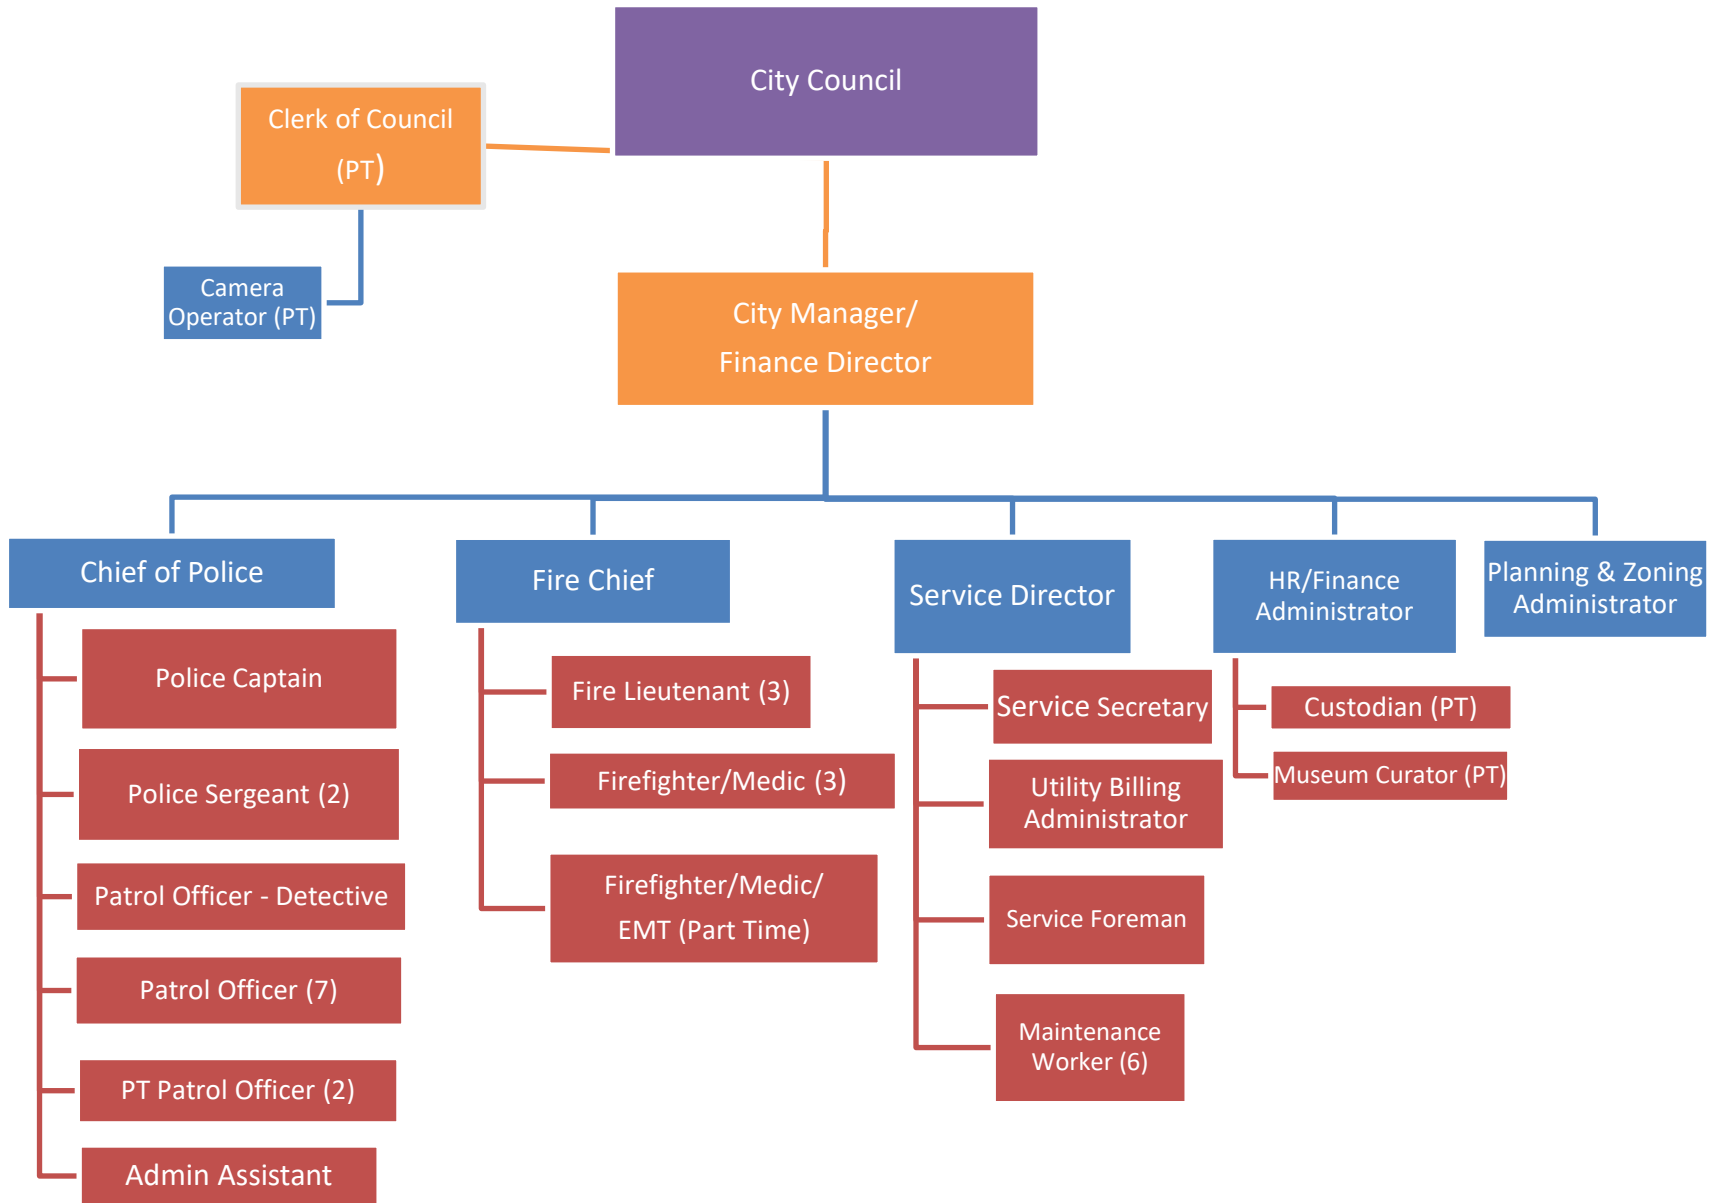 City Council
Clerk of Council
(PT)
Camera
Operator (PT)
City Manager/
Finance Director
Chief of Police
Police Captain
Police Sergeant (2)
Patrol Officer - Detective
Patrol Officer (7)
PT Patrol Officer (2)
Admin Assistant
Fire Chief
Fire Lieutenant (3)
Firefighter/Medic (3)
Firefighter/Medic/
EMT (Part Time)
Service Director
Service Secretary
Utility Billing
Administrator
Service Foreman
Maintenance
Worker (6)
HR/Finance
Administrator
Custodian (PT)
Museum Curator (PT)
Planning & Zoning
Administrator